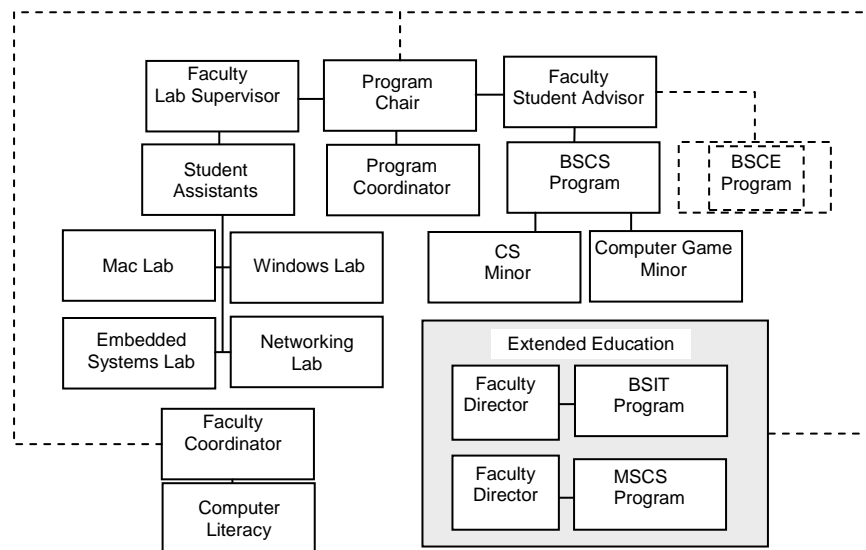 Faculty
Lab Supervisor
Program
Chair
Faculty
Student Advisor
Student
Assistants
Program
Coordinator
BSCS
Program
BSCE
Program
Mac Lab
Windows Lab
CS
Minor
Computer Game
Minor
Embedded
Systems Lab
Networking
Lab
Extended Education
Faculty
Director
BSIT
Program
Faculty
Coordinator
Faculty
Director
MSCS
Program
Computer
Literacy